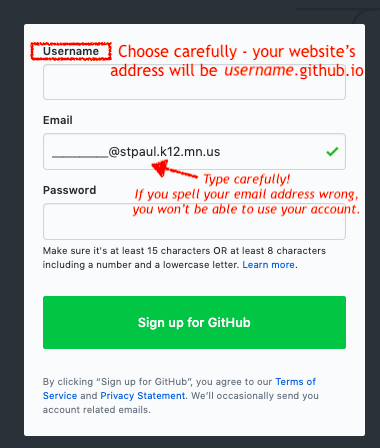 Username Choose carefully - your website's
address will be username.github.io
Email
_________@stpaul.k12.mn.us
Type carefully!
Password
If you spell your email address wrong,
you won't be able to use your account.
Make sure it's at least 15 characters OR at least 8 characters
including a number and a lowercase letter. Learn more.
Sign up for GitHub
By clicking “Sign up for GitHub”, you agree to our Terms of
Service and Privacy Statement. We'll occasionally send you
account related emails.